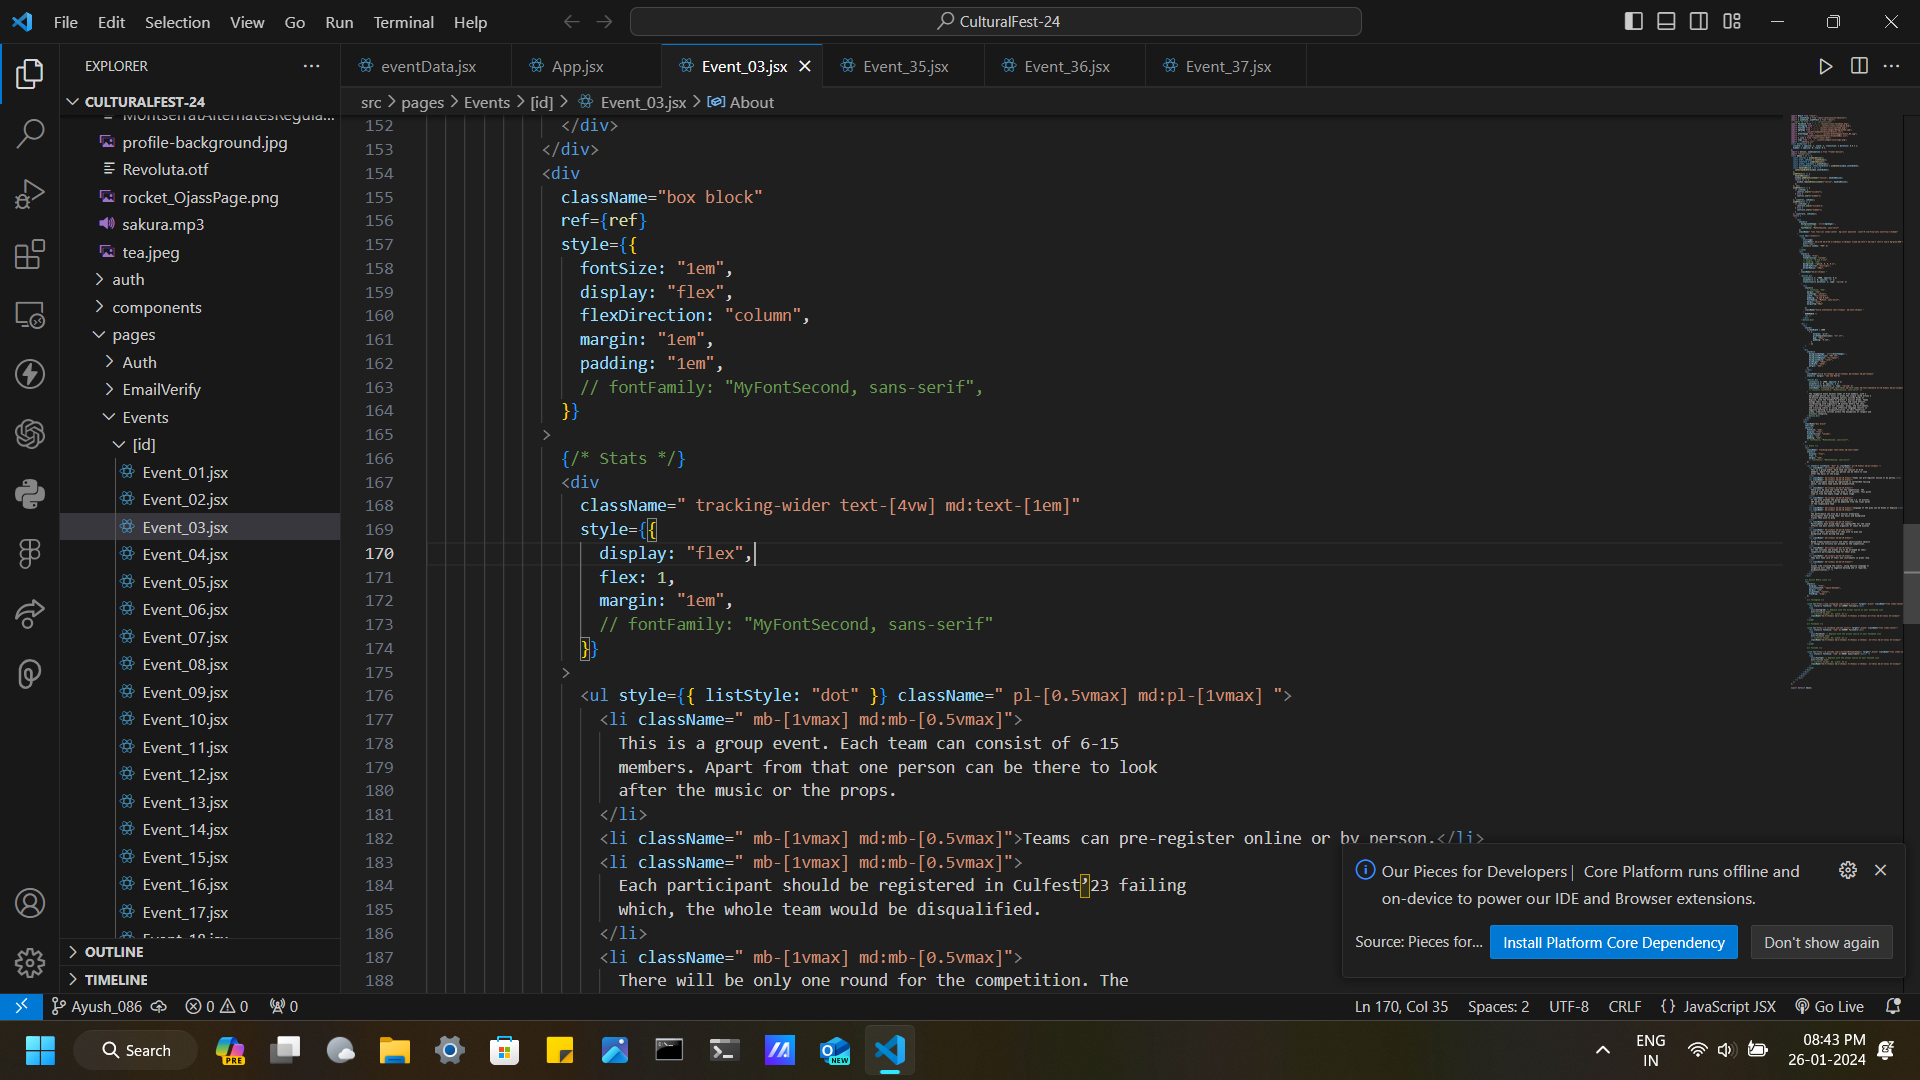 File Edit Selection View Go Run Terminal Help
CulturalFest-24
EXPLORER
CULTURALFEST-24
MontserratAlternatesRegula...
profile-background.jpg
Revoluta.otf
rocket_OjassPage.png
sakura.mp3
tea.jpeg
auth
components
pages
Auth
EmailVerify
Events
[id]
Event_01.jsx
Event_02.jsx
Event_03.jsx
Event_04.jsx
Event_05.jsx
Event_06.jsx
Event_07.jsx
Event_08.jsx
Event_09.jsx
Event_10.jsx
Event_11.jsx
Event_12.jsx
Event_13.jsx
Event_14.jsx
Event_15.jsx
Event_16.jsx
Event_17.jsx
OUTLINE
TIMELINE
eventData.jsx App.jsx Event_03.jsx Event_35.jsx Event_36.jsx Event_37.jsx
src > pages > Events > [id] > Event_03.jsx > About
152 </div>
153 </div>
154 <div
155 className="box block"
156 ref={ref}
157 style={{
158 fontSize: "1em",
159 display: "flex",
160 flexDirection: "column",
161 margin: "1em",
162 padding: "1em",
163 // fontFamily: "MyFontSecond, sans-serif",
164 }}
165 >
166 {/* Stats */}
167 <div
168 className=" tracking-wider text-[4vw] md:text-[1em]"
169 style={{
170 display: "flex",
171 flex: 1,
172 margin: "1em",
173 // fontFamily: "MyFontSecond, sans-serif"
174 }}
175 >
176 <ul style={{ listStyle: "dot" }} className=" pl-[0.5vmax] md:pl-[1vmax] ">
177 <li className=" mb-[1vmax] md:mb-[0.5vmax]">
178 This is a group event. Each team can consist of 6-15
179 members. Apart from that one person can be there to look
180 after the music or the props.
181 </li>
182 <li className=" mb-[1vmax] md:mb-[0.5vmax]">Teams can pre-register online or by person.</li>
183 <li className=" mb-[1vmax] md:mb-[0.5vmax]">
184 Each participant should be registered in Culfest’23 failing
185 which, the whole team would be disqualified.
186 </li>
187 <li className=" mb-[1vmax] md:mb-[0.5vmax]">
188 There will be only one round for the competition. The
Our Pieces for Developers | Core Platform runs offline and
on-device to power our IDE and Browser extensions.
Source: Pieces for... Install Platform Core Dependency Don't show again
Ayush_086 0 0 0 Ln 170, Col 35 Spaces: 2 UTF-8 CRLF {} JavaScript JSX Go Live
Search PRE NEW ENG
IN
08:43 PM
26-01-2024